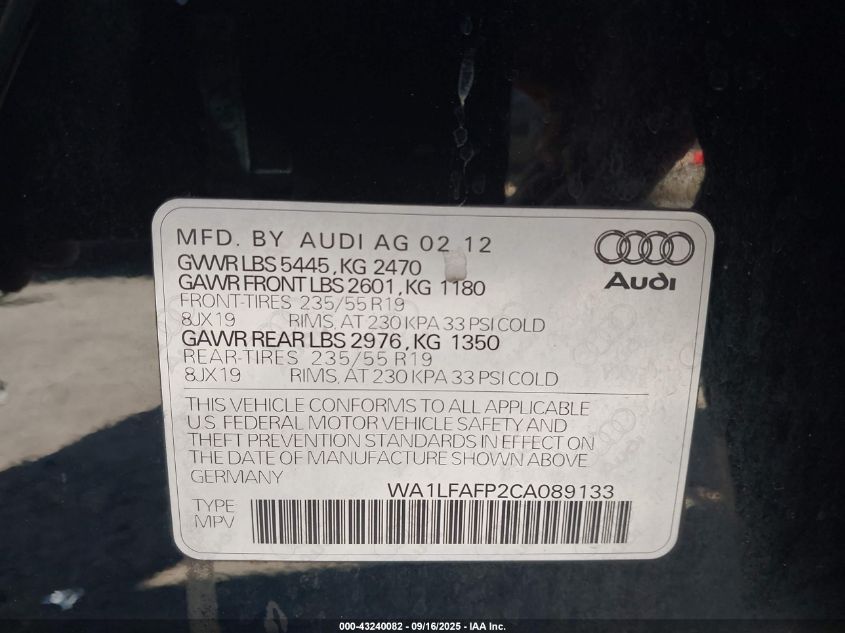 MFD. BY AUDI AG 02 12
GVWR LBS 5445, KG 2470
GAWR FRONT LBS 2601, KG 1180
FRONT-TIRES 235/55 R19
8JX19 RIMS, AT 230 KPA 33 PSI COLD
GAWR REAR LBS 2976, KG 1350
REAR-TIRES 235/55 R19
8JX19 RIMS, AT 230 KPA 33 PSI COLD
Audi
THIS VEHICLE CONFORMS TO ALL APPLICABLE
U.S. FEDERAL MOTOR VEHICLE SAFETY AND
THEFT PREVENTION STANDARDS IN EFFECT ON
THE DATE OF MANUFACTURE SHOWN ABOVE.
GERMANY
WA1LFAFP2CA089133
TYPE
MPV
000-43240082 - 09/16/2025 - IAA Inc.